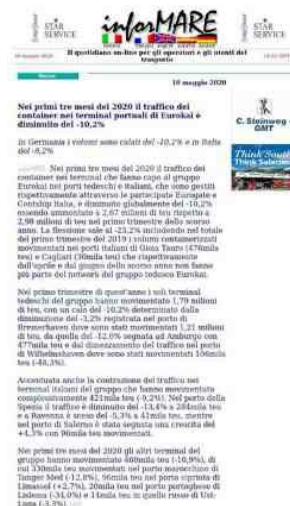 STAR
SERVICE
inforMARE
STAR
SERVICE
Il quotidiano on-line per gli operatori e gli utenti del
trasporto
10 maggio 2020
Nei primi tre mesi del 2020 il traffico dei
container nei terminal portuali di Eurokai è
diminuito del -10,2%
In Germania i volumi sono calati del -10,2% e in Italia
del -9,2%
C. Steinweg -
GMT
Think South
Nei primi tre mesi del 2020 il traffico dei
container nei terminal che fanno capo al gruppo
Eurokai nei porti tedeschi e italiani, che sono gestiti
rispettivamente attraverso le partecipate Eurogate e
Contship Italia, è diminuito globalmente del -10,2%
essendo ammontato a 2,67 milioni di teu rispetto a
2,98 milioni di teu nel primo trimestre dello scorso
anno. La flessione sale al -23,2% includendo nel totale
del primo trimestre del 2019 i volumi containerizzati
movimentati nei porti italiani di Gioia Tauro (476mila
teu) e Cagliari (30mila teu) che rispettivamente
dall'aprile e dal giugno dello scorso anno non fanno
più parte del network del gruppo tedesco Eurokai.
Nel primo trimestre di quest'anno i soli terminal
tedeschi del gruppo hanno movimentato 1,79 milioni
di teu, con un calo del -10,2% determinato dalla
diminuzione del -3,2% registrata nel porto di
Bremerhaven dove sono stati movimentati 1,21 milioni
di teu, da quella del -12,0% segnata ad Amburgo con
477mila teu e dal dimezzamento del traffico nel porto
di Wilhelmshaven dove sono stati movimentati 106mila
teu (-48,3%).
Accentuata anche la contrazione del traffico nei
terminal italiani del gruppo che hanno movimentato
complessivamente 421mila teu (-9,2%). Nel porto della
Spezia il traffico è diminuito del -13,4% a 284mila teu
e a Ravenna è sceso del -5,3% a 41mila teu, mentre
nel porto di Salerno è stata segnata una crescita del
+4,3% con 96mila teu movimentati.
Nei primi tre mesi del 2020 gli altri terminal del
gruppo hanno movimentato 460mila teu (-10,9%), di
cui 330mila teu movimentati nel porto marocchino di
Tanger Med (-12,8%), 96mila teu nel porto cipriota di
Limassol (+2,7%), 20mila teu nel porto portoghese di
Lisbona (-34,0%) e 14mila teu in quello russo di Ust-
Luga (-3,3%).